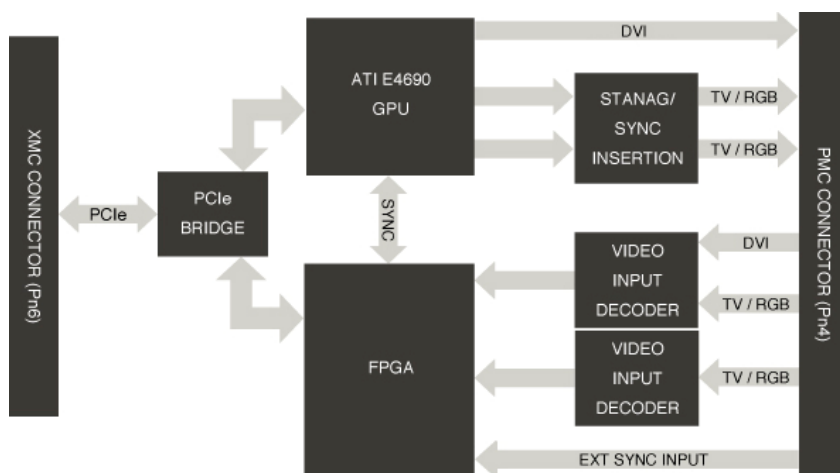 DVI
ATI E4690
GPU
STANAG/
SYNC
INSERTION
TV / RGB
TV / RGB
XMC CONNECTOR (Pn6)
PCIe
PCIe
BRIDGE
SYNC
PMC CONNECTOR (Pn4)
VIDEO
INPUT
DECODER
DVI
TV / RGB
FPGA
VIDEO
INPUT
DECODER
TV / RGB
EXT SYNC INPUT